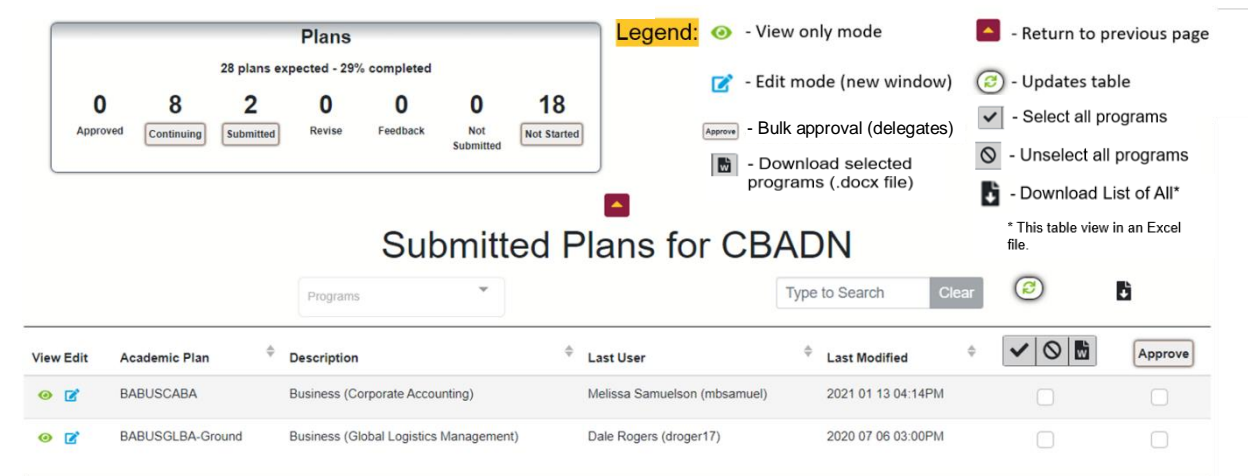 Plans
28 plans expected - 29% completed
0 8 2 0 0 0 18
Approved Continuing Submitted Revise Feedback Not Submitted Not Started
Legend:
- View only mode
- Edit mode (new window)
Approve - Bulk approval (delegates)
- Download selected
programs (.docx file)
- Return to previous page
- Updates table
- Select all programs
- Unselect all programs
- Download List of All*
* This table view in an Excel
file.
Submitted Plans for CBADN
Programs Type to Search Clear
View Edit Academic Plan Description Last User Last Modified W Approve
BABUSCABA Business (Corporate Accounting) Melissa Samuelson (mbsamuel) 2021 01 13 04:14PM
BABUSGLBA-Ground Business (Global Logistics Management) Dale Rogers (droger17) 2020 07 06 03:00PM